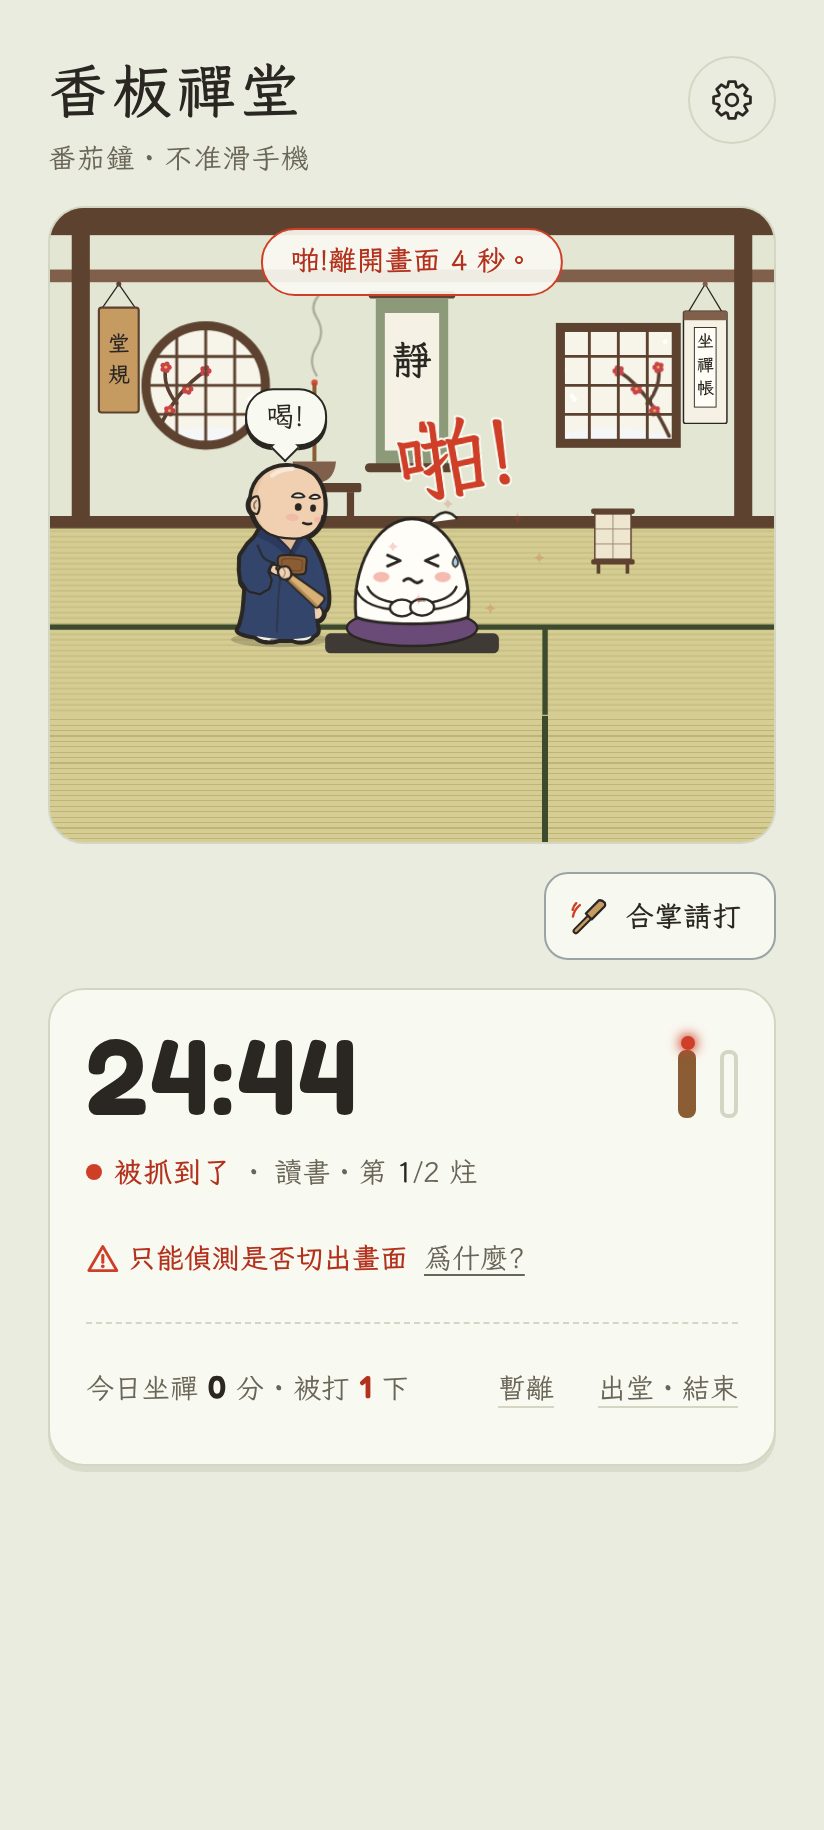 香板禪堂
番茄鐘・不准滑手機
啪!離開畫面 4 秒。
堂規
靜
坐禪帳
喝!
啪!
合掌請打
24:44
被抓到了・讀書・第 1/2 炷
只能偵測是否切出畫面 爲什麼?
今日坐禪 0 分・被打 1 下 暫離 出堂・結束